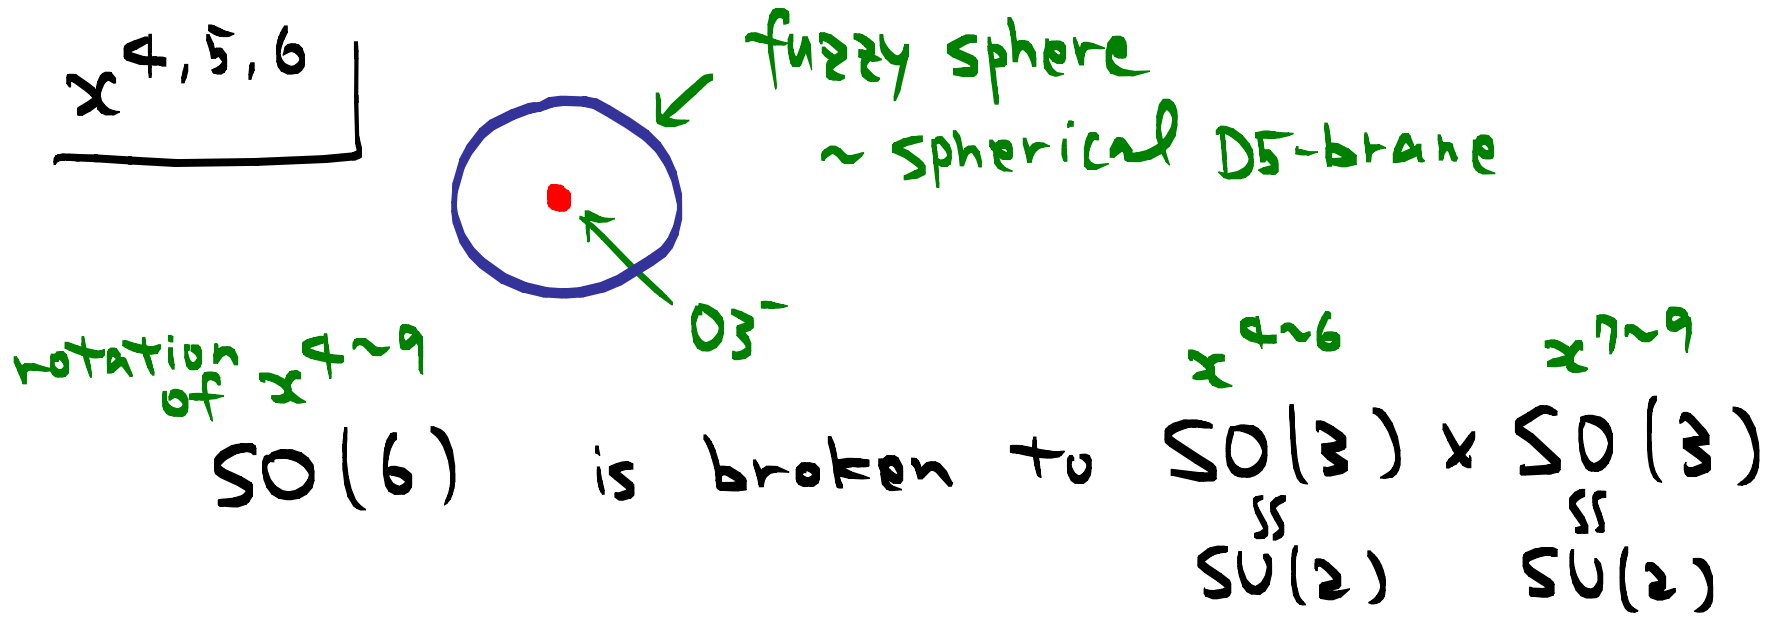 x^4,5,6
fuzzy sphere
~ spherical D5-brane
O3^-
rotation of x^4~9
x^4~6 x^7~9
SO(6) is broken to SO(3) × SO(3)
≀≀ ≀≀
SU(2) SU(2)